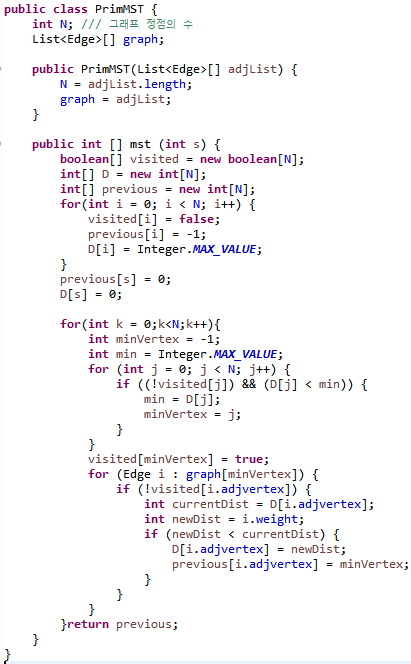 public class PrimMST {
    int N; /// 그래프 정점의 수
    List<Edge>[] graph;

    public PrimMST(List<Edge>[] adjList) {
        N = adjList.length;
        graph = adjList;
    }

    public int [] mst (int s) {
        boolean[] visited = new boolean[N];
        int[] D = new int[N];
        int[] previous = new int[N];
        for(int i = 0; i < N; i++) {
            visited[i] = false;
            previous[i] = -1;
            D[i] = Integer.MAX_VALUE;
        }
        previous[s] = 0;
        D[s] = 0;

        for(int k = 0;k<N;k++){
            int minVertex = -1;
            int min = Integer.MAX_VALUE;
            for (int j = 0; j < N; j++) {
                if ((!visited[j]) && (D[j] < min)) {
                    min = D[j];
                    minVertex = j;
                }
            }
            visited[minVertex] = true;
            for (Edge i : graph[minVertex]) {
                if (!visited[i.adjvertex]) {
                    int currentDist = D[i.adjvertex];
                    int newDist = i.weight;
                    if (newDist < currentDist) {
                        D[i.adjvertex] = newDist;
                        previous[i.adjvertex] = minVertex;
                    }
                }
            }
        }return previous;
    }
}